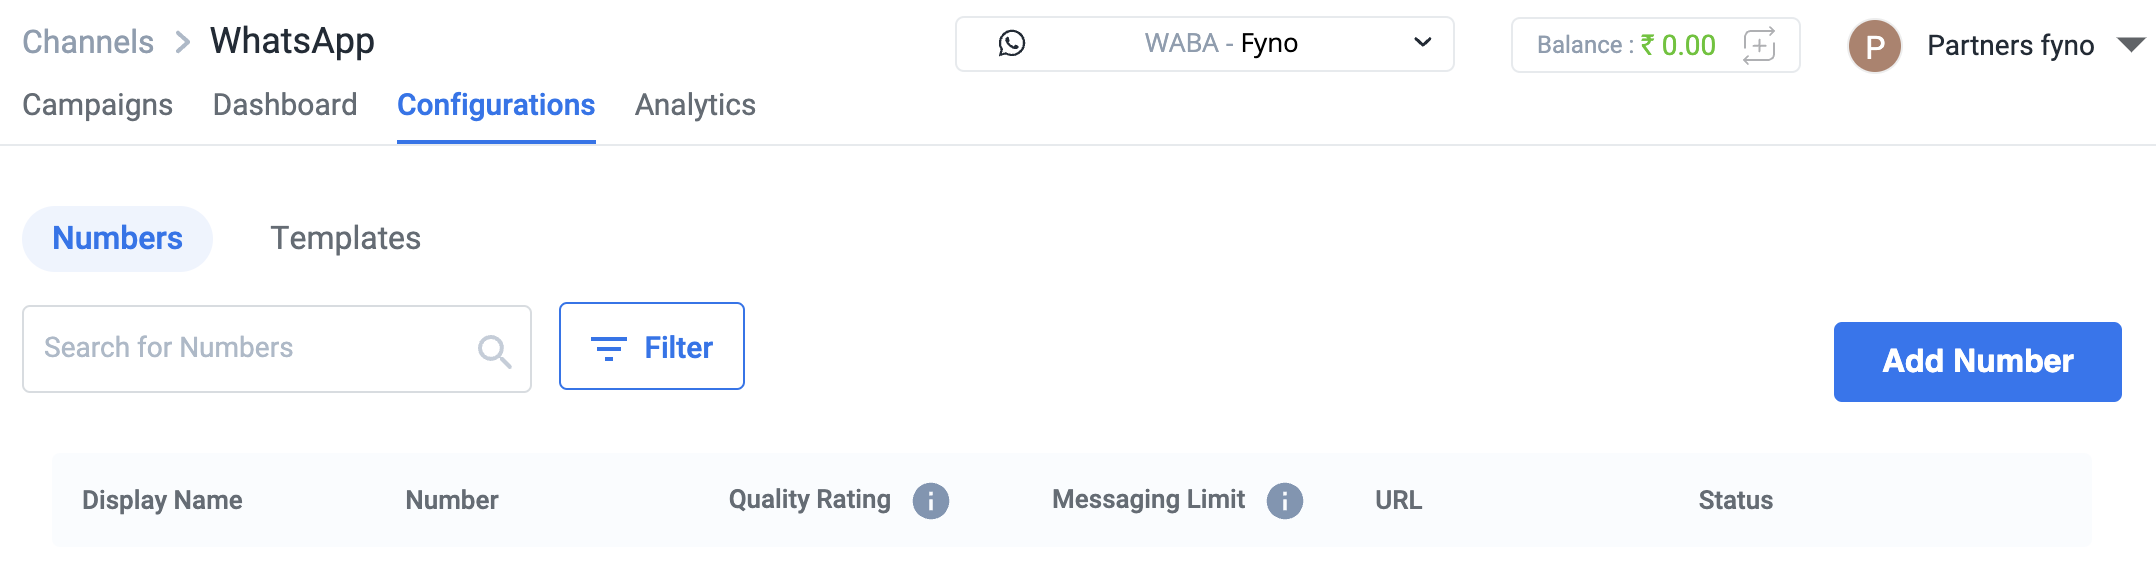 Channels > WhatsApp
WABA - Fyno
Balance : ₹ 0.00
P
Partners fyno
Campaigns Dashboard Configurations Analytics
Numbers Templates
Search for Numbers
Filter
Add Number
Display Name Number Quality Rating i Messaging Limit i URL Status